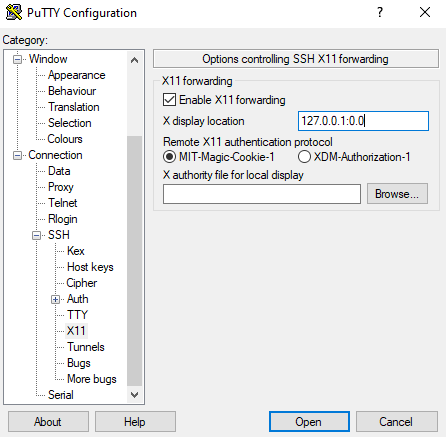 PuTTY Configuration
Category:
Window
Appearance
Behaviour
Translation
Selection
Colours
Connection
Data
Proxy
Telnet
Rlogin
SSH
Kex
Host keys
Cipher
Auth
TTY
X11
Tunnels
Bugs
More bugs
Serial
Options controlling SSH X11 forwarding
X11 forwarding
Enable X11 forwarding
X display location
127.0.0.1:0.0
Remote X11 authentication protocol
MIT-Magic-Cookie-1 XDM-Authorization-1
X authority file for local display
Browse...
About Help Open Cancel